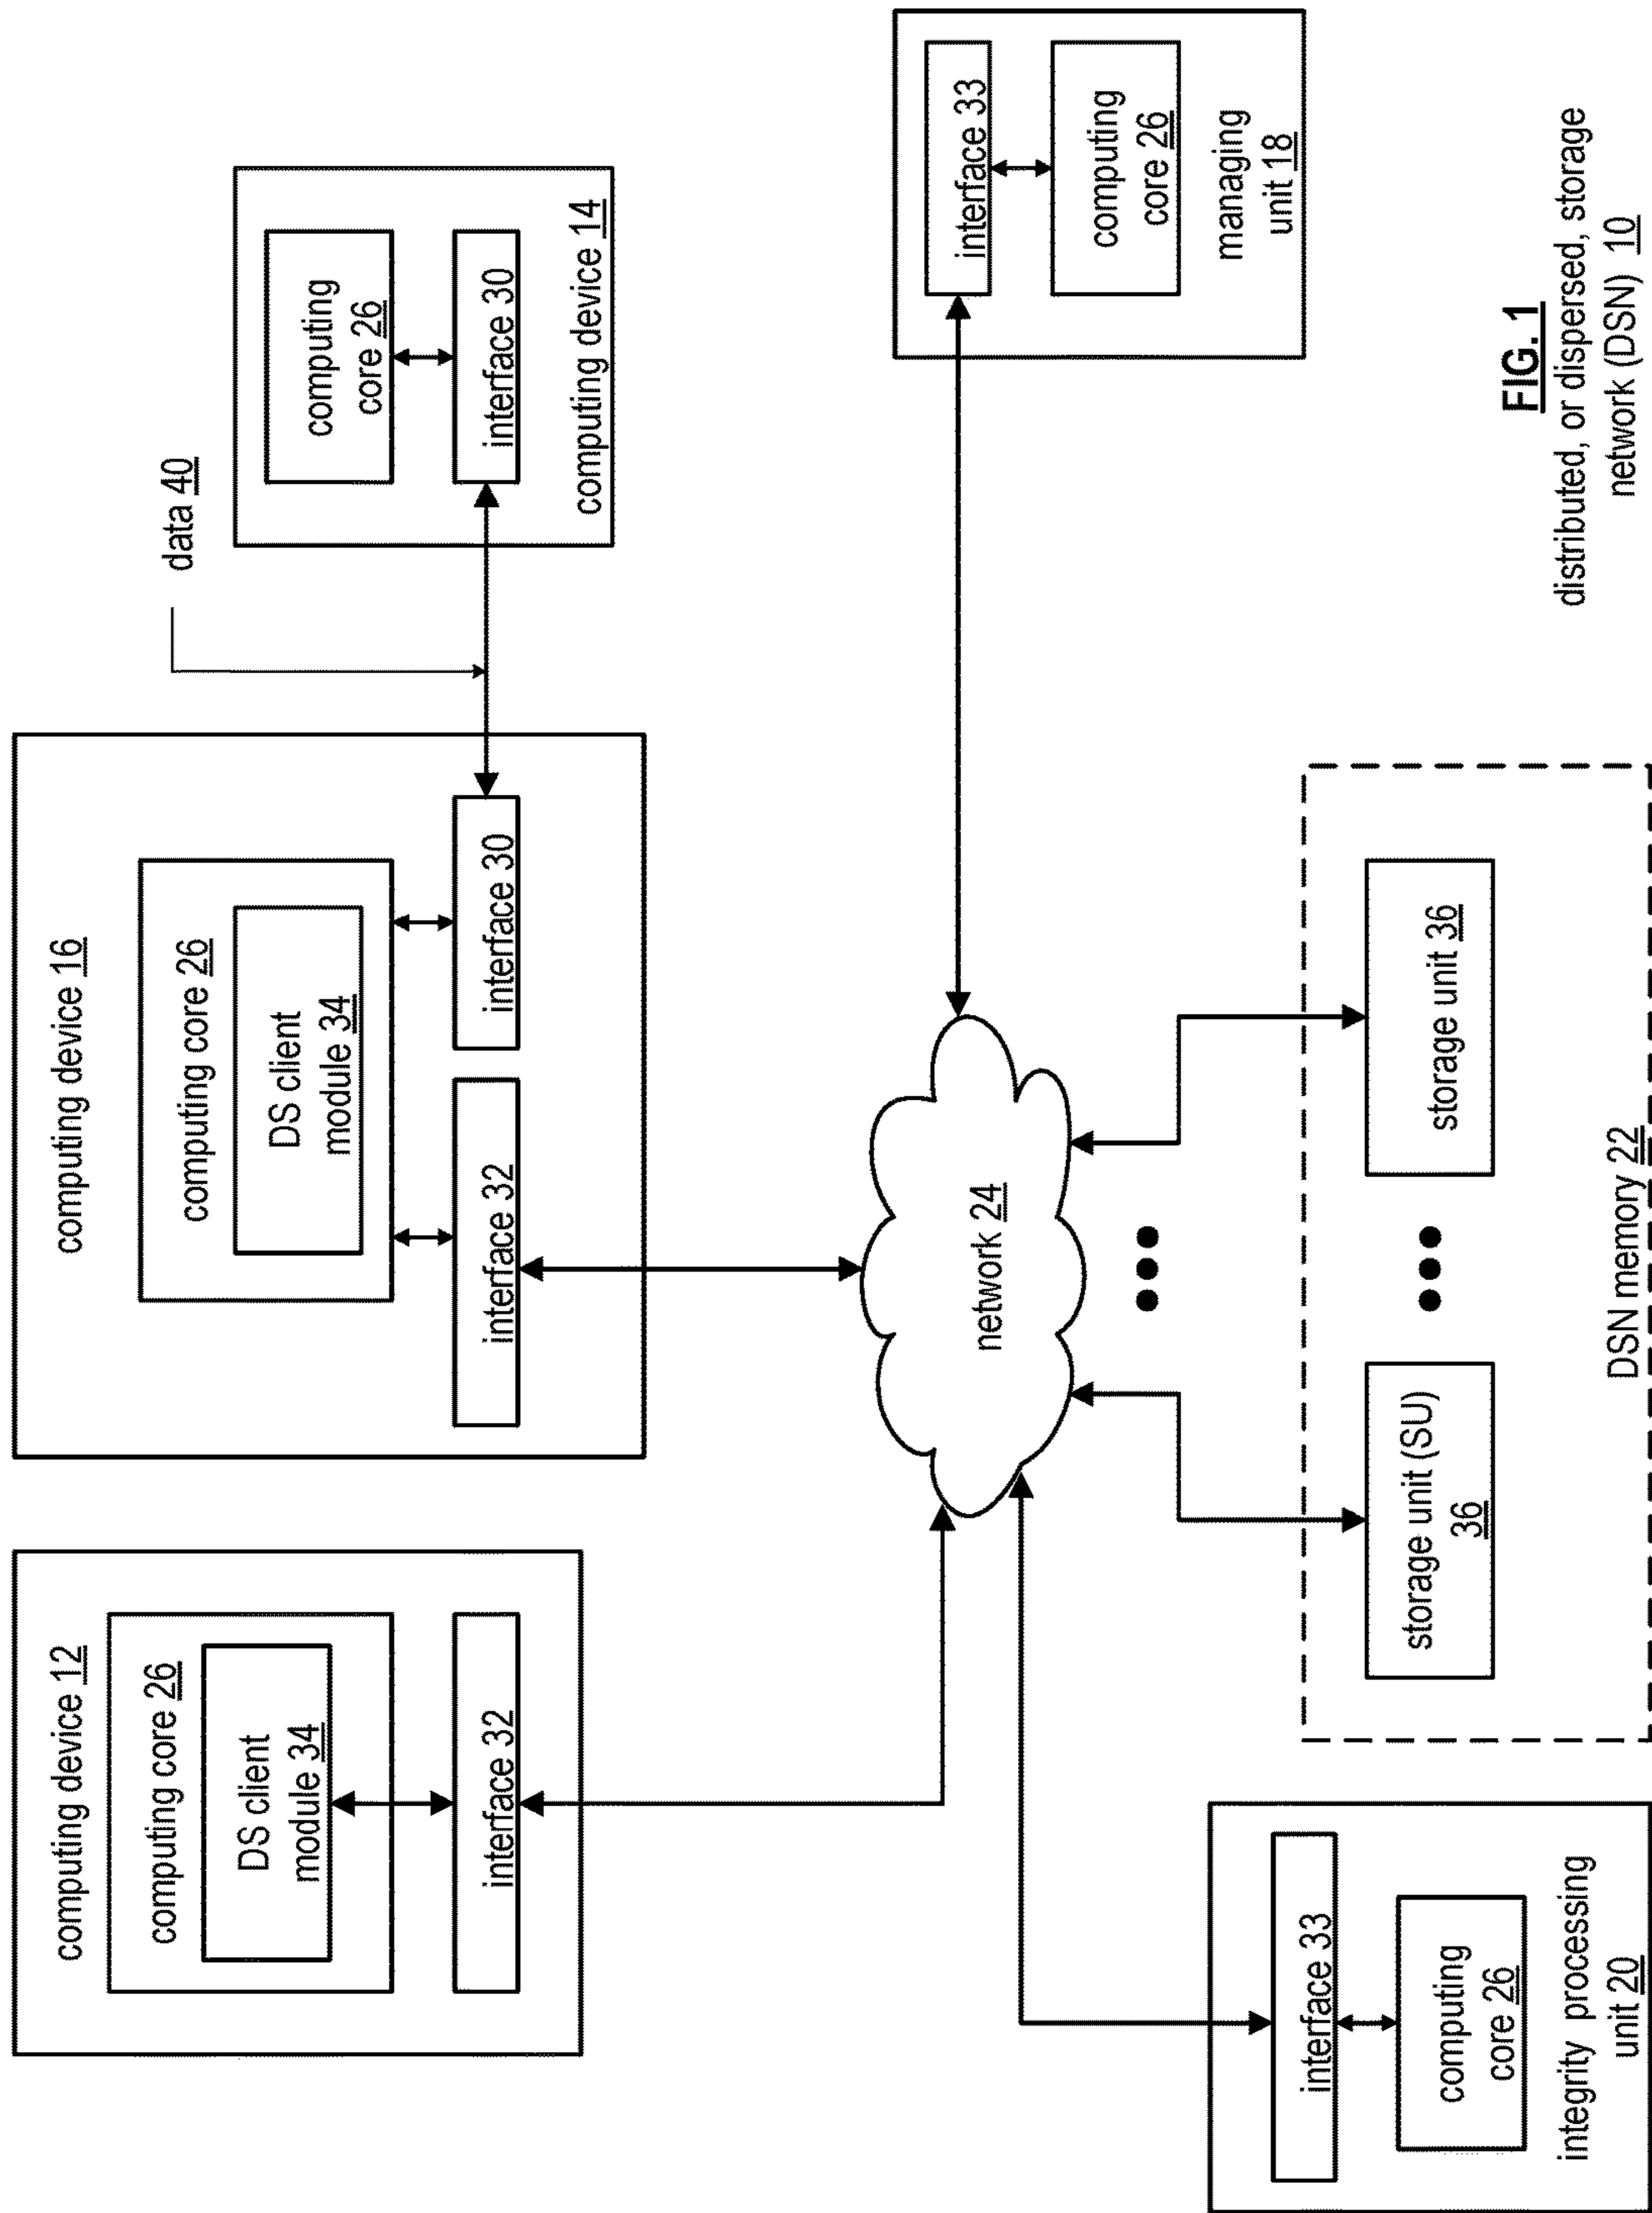 computing device 12
computing core 26
DS client
module 34
interface 32
computing device 16
computing core 26
DS client
module 34
interface 32
interface 30
data 40
computing
core 26
interface 30
computing device 14
network 24
interface 33
computing
core 26
managing
unit 18
interface 33
computing
core 26
integrity processing
unit 20
storage unit (SU)
36
storage unit 36
DSN memory 22
FIG. 1
distributed, or dispersed, storage
network (DSN) 10